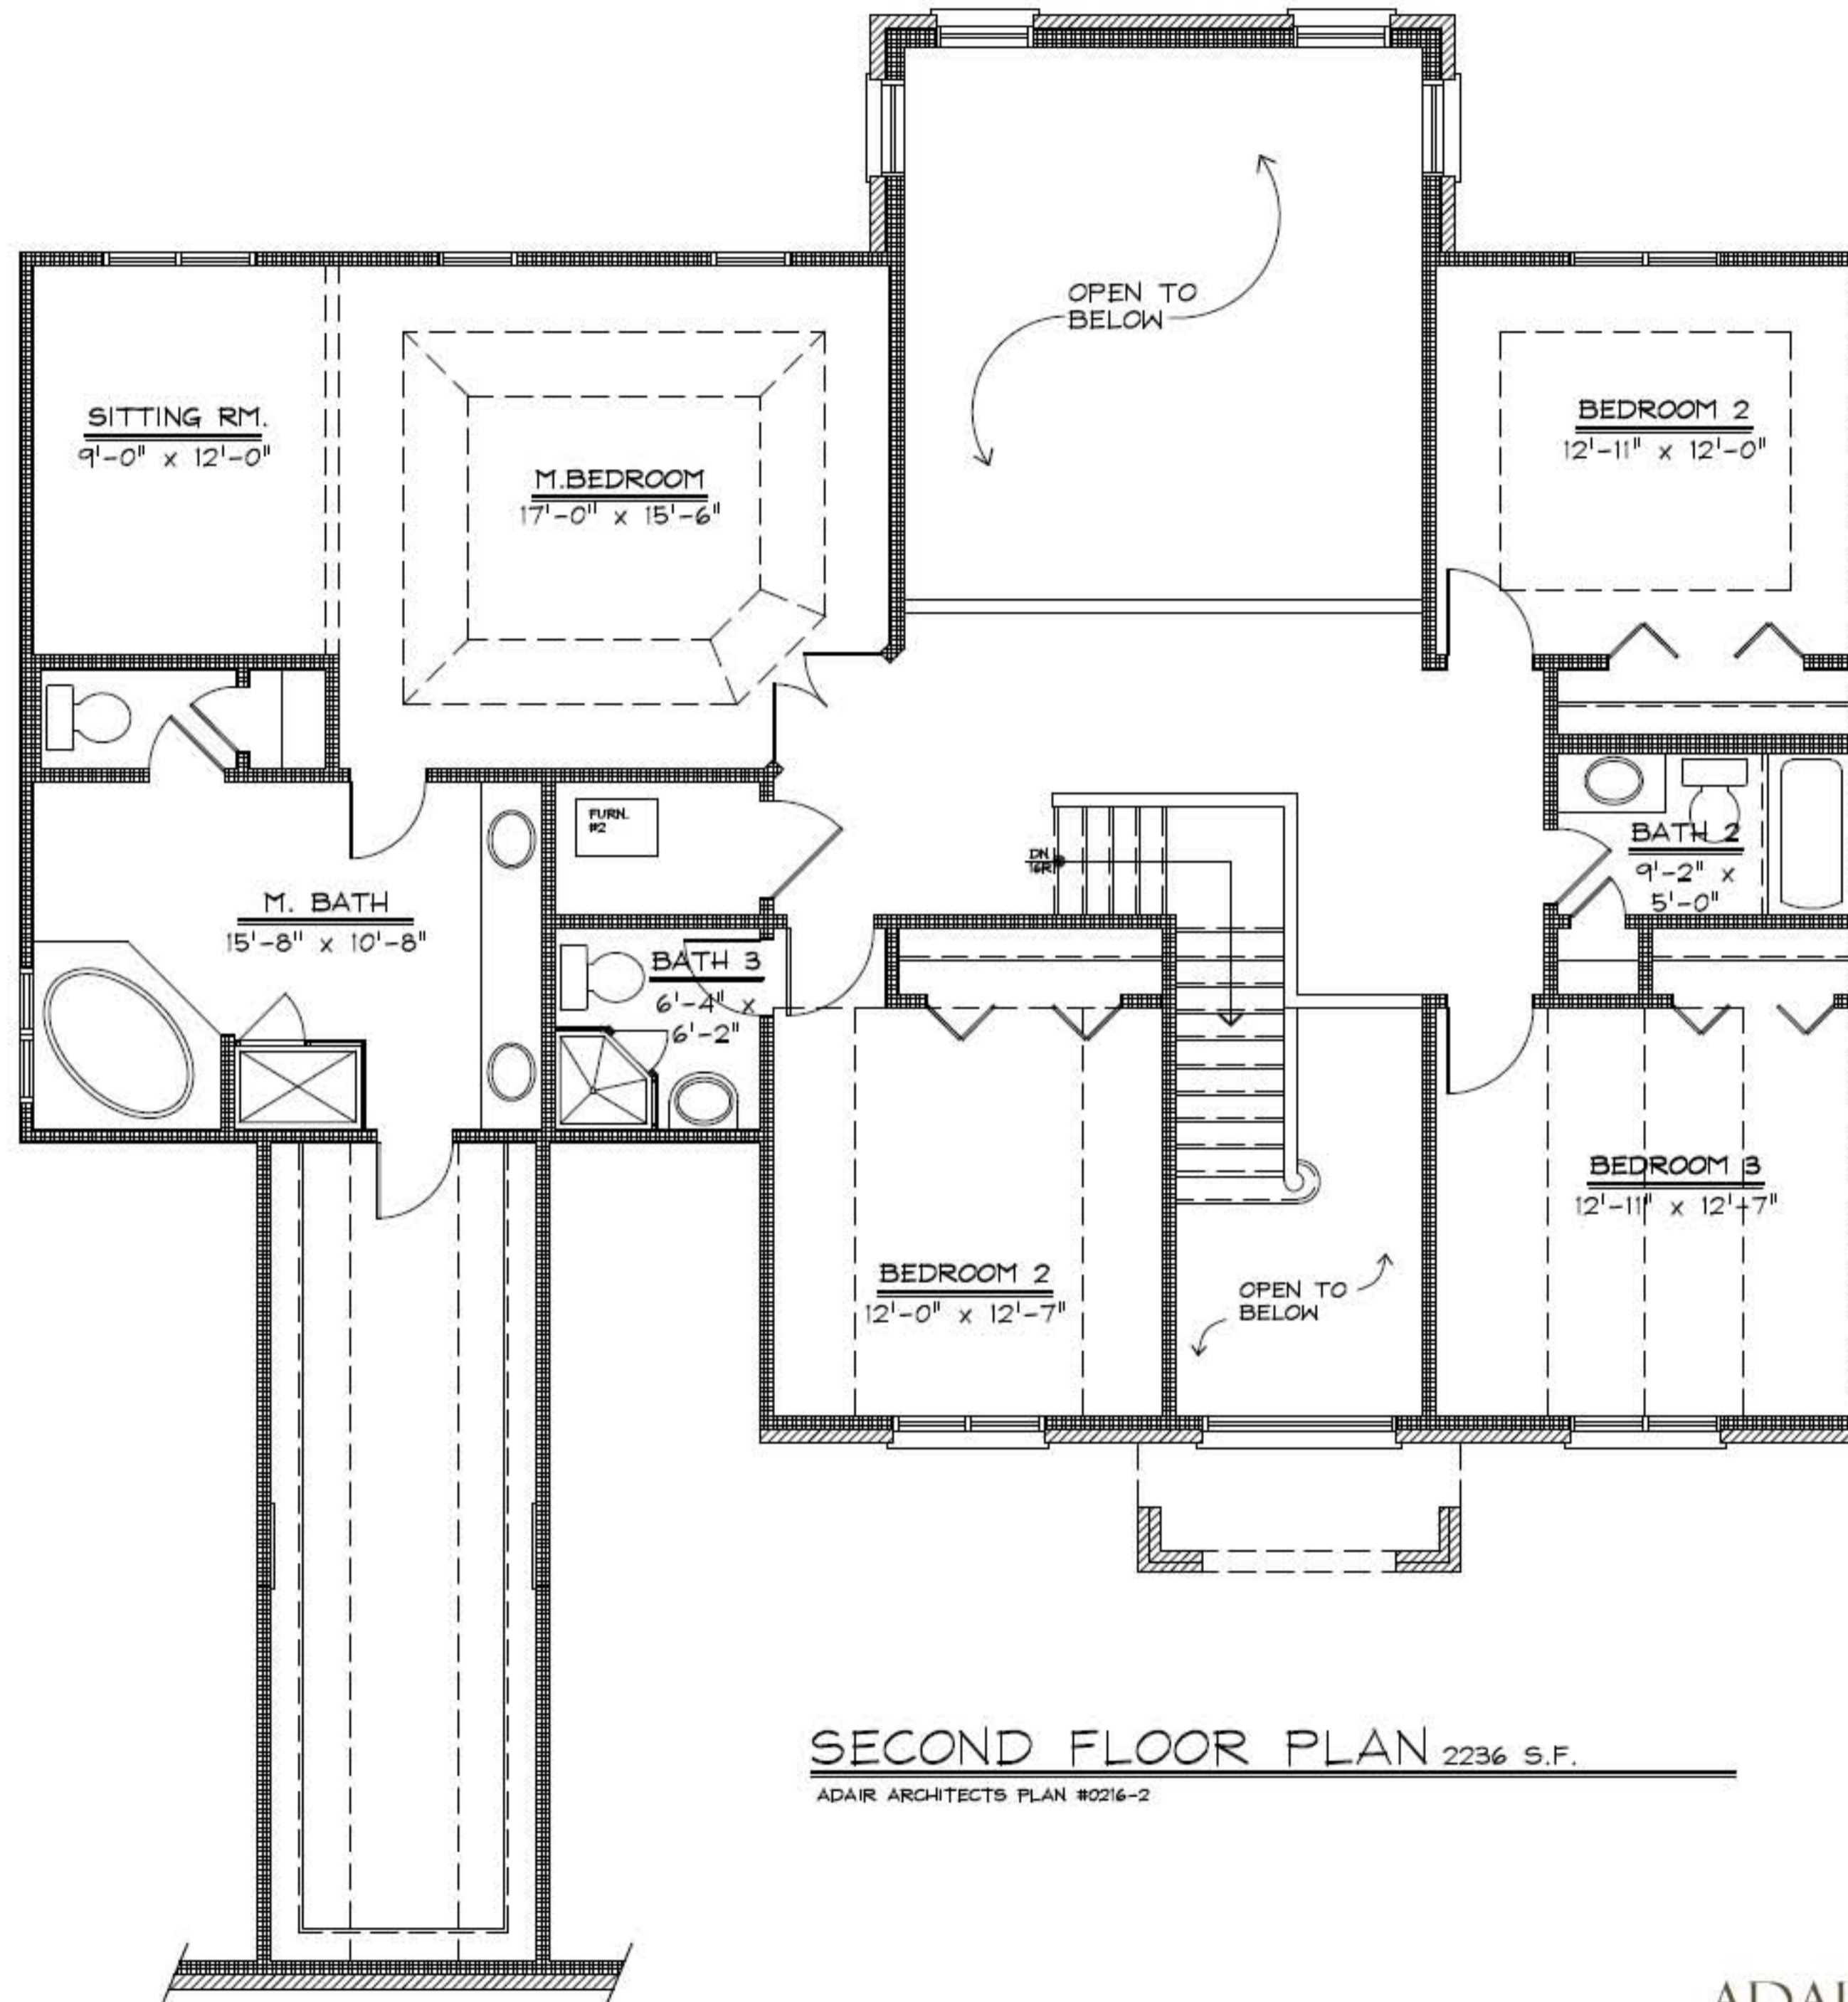 OPEN TO
BELOW
SITTING RM.
9'-0" x 12'-0"
M.BEDROOM
17'-0" x 15'-6"
BEDROOM 2
12'-11" x 12'-0"
FURN.
#2
DN
16R
BATH 2
9'-2" x
5'-0"
M. BATH
15'-8" x 10'-8"
BATH 3
6'-4" x
6'-2"
BEDROOM 3
12'-11" x 12'-7"
BEDROOM 2
12'-0" x 12'-7"
OPEN TO
BELOW
SECOND FLOOR PLAN 2236 S.F.
ADAIR ARCHITECTS PLAN #0216-2